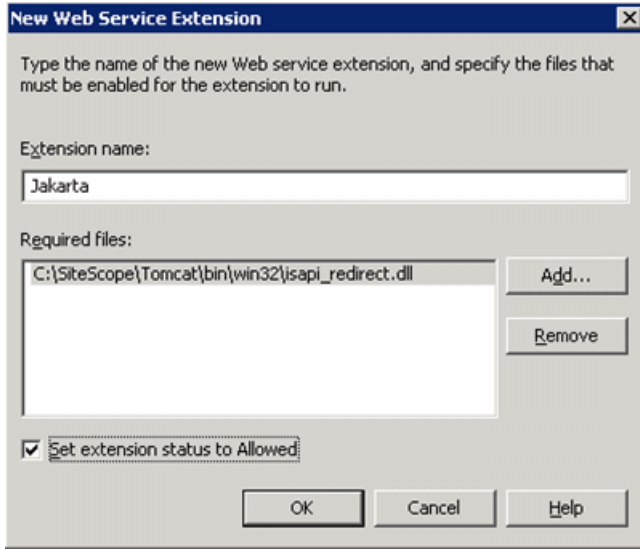 New Web Service Extension
Type the name of the new Web service extension, and specify the files that
must be enabled for the extension to run.
Extension name:
Jakarta
Required files:
C:\SiteScope\Tomcat\bin\win32\isapi_redirect.dll
Add...
Remove
Set extension status to Allowed
OK
Cancel
Help